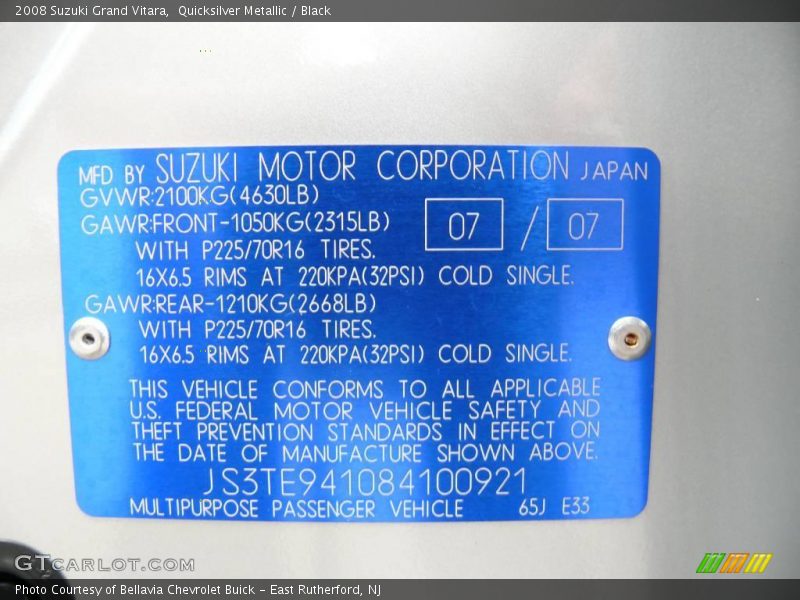 2008 Suzuki Grand Vitara,  Quicksilver Metallic / Black
MFD BY SUZUKI MOTOR CORPORATION JAPAN
GVWR:2100KG(4630LB)
GAWR:FRONT-1050KG(2315LB) 07 / 07
WITH P225/70R16 TIRES.
16X6.5 RIMS AT 220KPA(32PSI) COLD SINGLE.
GAWR:REAR-1210KG(2668LB)
WITH P225/70R16 TIRES.
16X6.5 RIMS AT 220KPA(32PSI) COLD SINGLE.
THIS VEHICLE CONFORMS TO ALL APPLICABLE
U.S. FEDERAL MOTOR VEHICLE SAFETY AND
THEFT PREVENTION STANDARDS IN EFFECT ON
THE DATE OF MANUFACTURE SHOWN ABOVE.
JS3TE941084100921
MULTIPURPOSE PASSENGER VEHICLE 65J E33
GTCARLOT.COM
Photo Courtesy of Bellavia Chevrolet Buick - East Rutherford, NJ